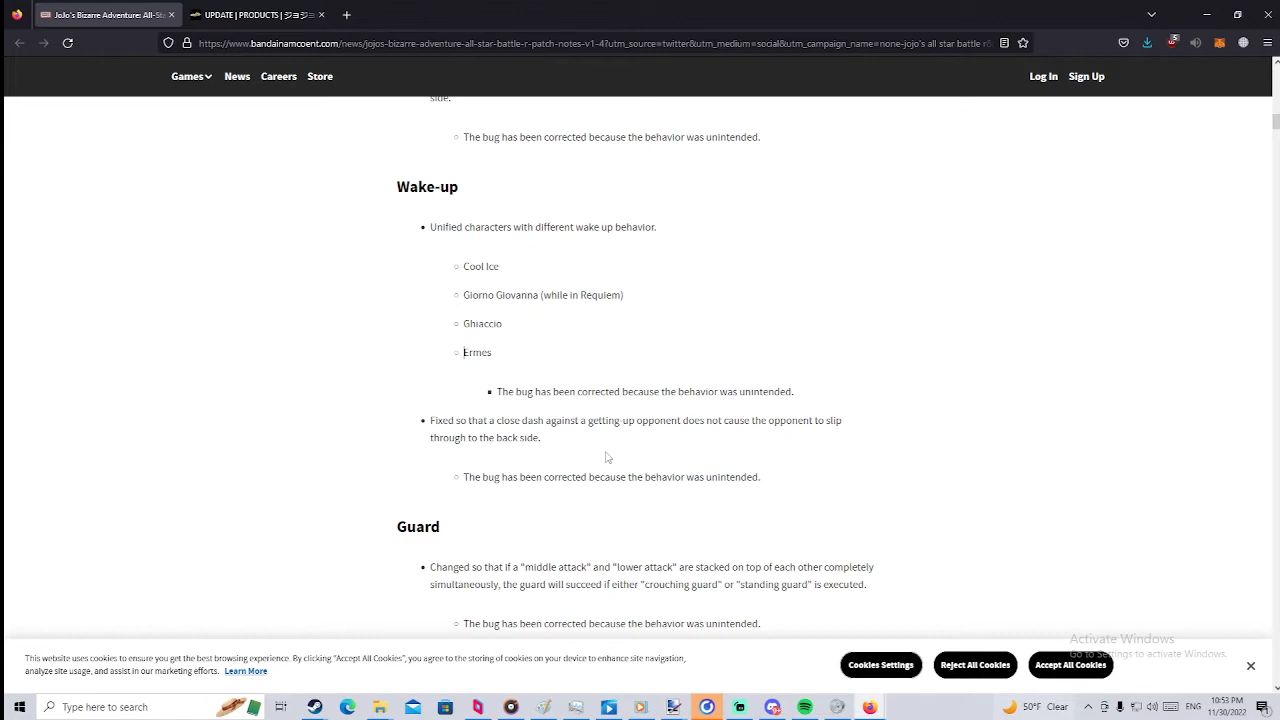 JoJo's Bizarre Adventure: All-Sta
UPDATE | PRODUCTS | ジョジ
https://www.bandainamcoent.com/news/jojos-bizarre-adventure-all-star-battle-r-patch-notes-v1-4?utm_source=twitter&utm_medium=social&utm_campaign_name=none-jojo's all star battle r&
5
Games
News
Careers
Store
Log In
Sign Up
side.
The bug has been corrected because the behavior was unintended.
Wake-up
Unified characters with different wake up behavior.
Cool Ice
Giorno Giovanna (while in Requiem)
Ghiaccio
Ermes
The bug has been corrected because the behavior was unintended.
Fixed so that a close dash against a getting-up opponent does not cause the opponent to slip
through to the back side.
The bug has been corrected because the behavior was unintended.
Guard
Changed so that if a "middle attack" and "lower attack" are stacked on top of each other completely
simultaneously, the guard will succeed if either "crouching guard" or "standing guard" is executed.
The bug has been corrected because the behavior was unintended.
Activate Windows
Go to Settings to activate Windows.
This website uses cookies to ensure you get the best browsing experience. By clicking "Accept All Cookies", you agree to the storing of cookies on your device to enhance site navigation,
analyze site usage, and assist in our marketing efforts. Learn More
Cookies Settings
Reject All Cookies
Accept All Cookies
Type here to search
50°F Clear
10:53 PM
11/30/2022